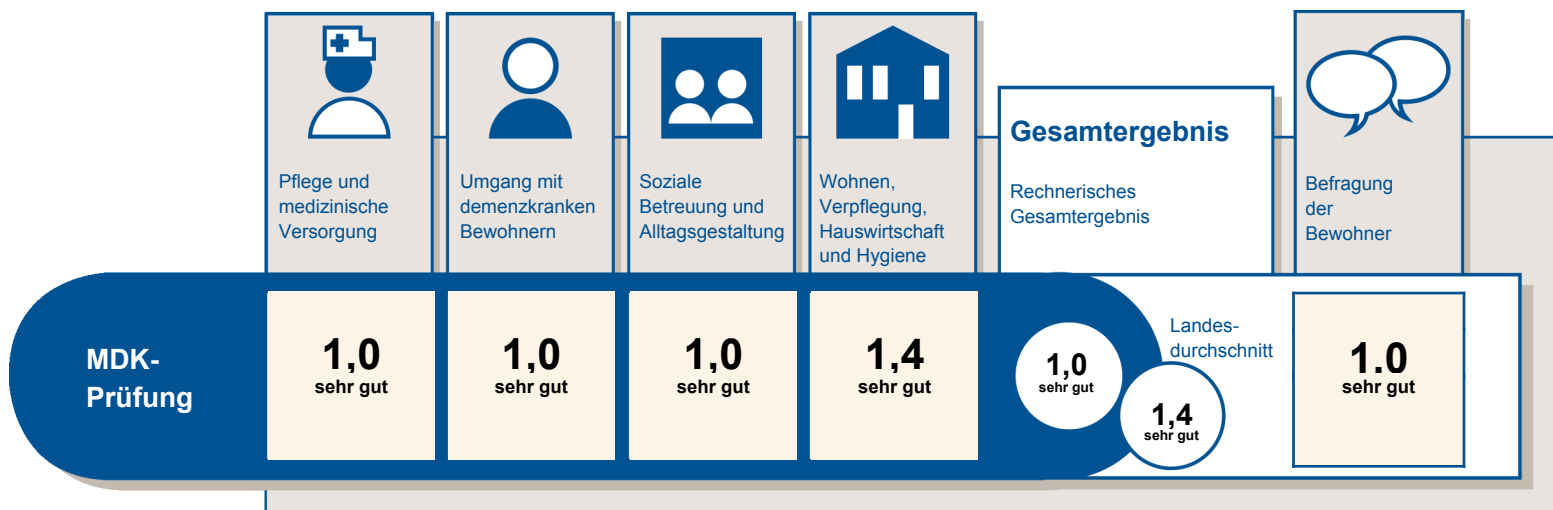 Pflege und
medizinische
Versorgung
Umgang mit
demenzkranken
Bewohnern
Soziale
Betreuung und
Alltagsgestaltung
Wohnen,
Verpflegung,
Hauswirtschaft
und Hygiene
Gesamtergebnis
Rechnerisches
Gesamtergebnis
Befragung
der
Bewohner
MDK-
Prüfung
1,0
sehr gut
1,0
sehr gut
1,0
sehr gut
1,4
sehr gut
1,0
sehr gut
Landes-
durchschnitt
1,4
sehr gut
1.0
sehr gut